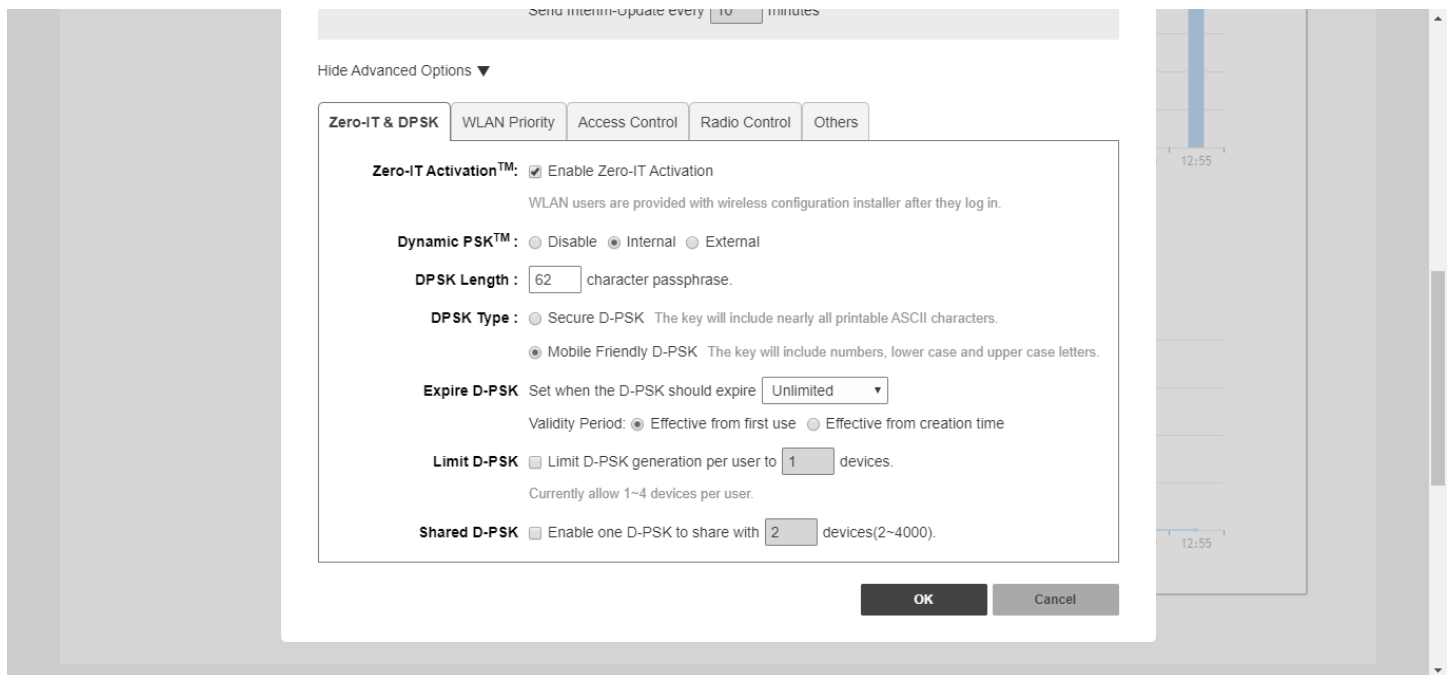 Send Interim-Update every 10 minutes
Hide Advanced Options ▼
Zero-IT & DPSK WLAN Priority Access Control Radio Control Others
Zero-IT Activation™: Enable Zero-IT Activation
WLAN users are provided with wireless configuration installer after they log in.
Dynamic PSK™ : Disable Internal External
DPSK Length : 62 character passphrase.
DPSK Type : Secure D-PSK The key will include nearly all printable ASCII characters.
Mobile Friendly D-PSK The key will include numbers, lower case and upper case letters.
Expire D-PSK Set when the D-PSK should expire Unlimited
Validity Period: Effective from first use Effective from creation time
Limit D-PSK Limit D-PSK generation per user to 1 devices.
Currently allow 1~4 devices per user.
Shared D-PSK Enable one D-PSK to share with 2 devices(2~4000).
OK Cancel
12:55
12:55